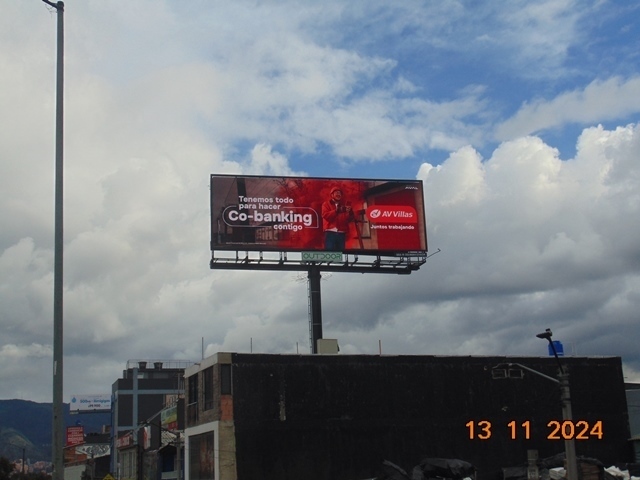 Tenemos todo
para hacer
Co-banking
contigo
AV Villas
Juntos trabajando
13 11 2024